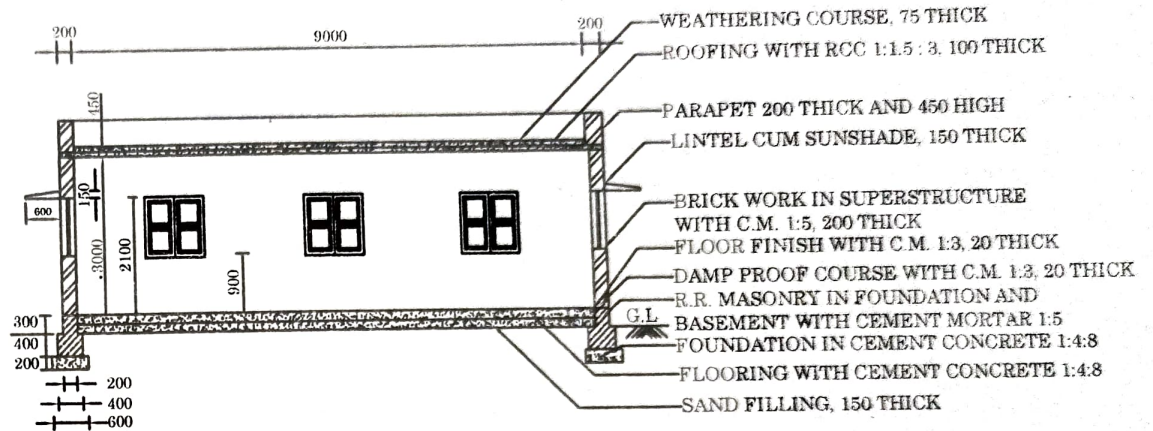 200
9000
200
WEATHERING COURSE, 75 THICK
ROOFING WITH RCC 1:1.5 : 3, 100 THICK
450
PARAPET 200 THICK AND 450 HIGH
LINTEL CUM SUNSHADE, 150 THICK
150
600
BRICK WORK IN SUPERSTRUCTURE
WITH C.M. 1:5, 200 THICK
3000
2100
900
FLOOR FINISH WITH C.M. 1:3, 20 THICK
DAMP PROOF COURSE WITH C.M. 1:3, 20 THICK
R.R. MASONRY IN FOUNDATION AND
BASEMENT WITH CEMENT MORTAR 1:5
G.L
300
400
200
FOUNDATION IN CEMENT CONCRETE 1:4:8
FLOORING WITH CEMENT CONCRETE 1:4:8
SAND FILLING, 150 THICK
200
400
600